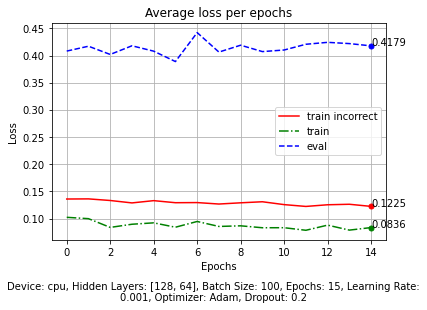 Average loss per epochs
0.45
0.40
0.35
0.30
0.25
0.20
0.15
0.10
Loss
0.4179
train incorrect
train
eval
0.1225
0.0836
0 2 4 6 8 10 12 14
Epochs
Device: cpu, Hidden Layers: [128, 64], Batch Size: 100, Epochs: 15, Learning Rate:
0.001, Optimizer: Adam, Dropout: 0.2